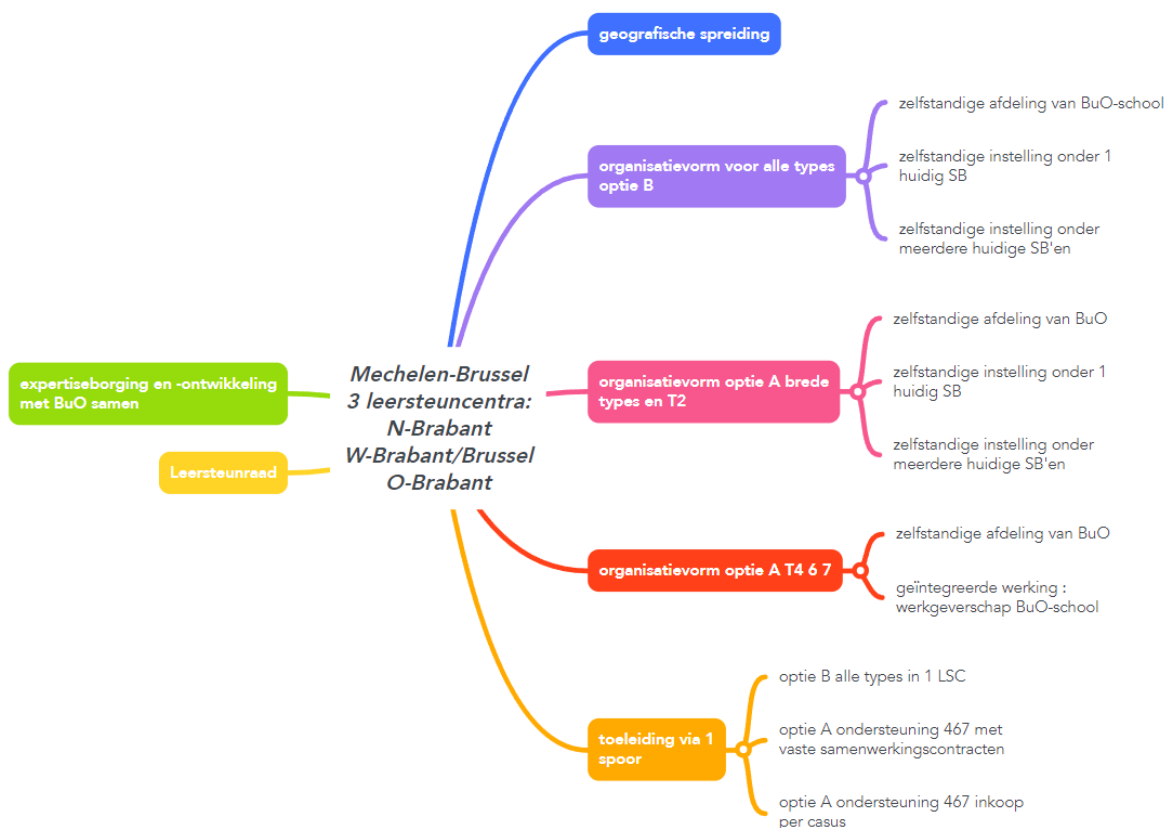 geografische spreiding
organisatievorm voor alle types
optie B
zelfstandige afdeling van BuO-school
zelfstandige instelling onder 1
huidig SB
zelfstandige instelling onder
meerdere huidige SB'en
expertiseborging en -ontwikkeling
met BuO samen
Leersteunraad
Mechelen-Brussel
3 leersteuncentra:
N-Brabant
W-Brabant/Brussel
O-Brabant
organisatievorm optie A brede
types en T2
zelfstandige afdeling van BuO
zelfstandige instelling onder 1
huidig SB
zelfstandige instelling onder
meerdere huidige SB'en
organisatievorm optie A T4 6 7
zelfstandige afdeling van BuO
geïntegreerde werking :
werkgeverschap BuO-school
toeleiding via 1
spoor
optie B alle types in 1 LSC
optie A ondersteuning 467 met
vaste samenwerkingscontracten
optie A ondersteuning 467 inkoop
per casus